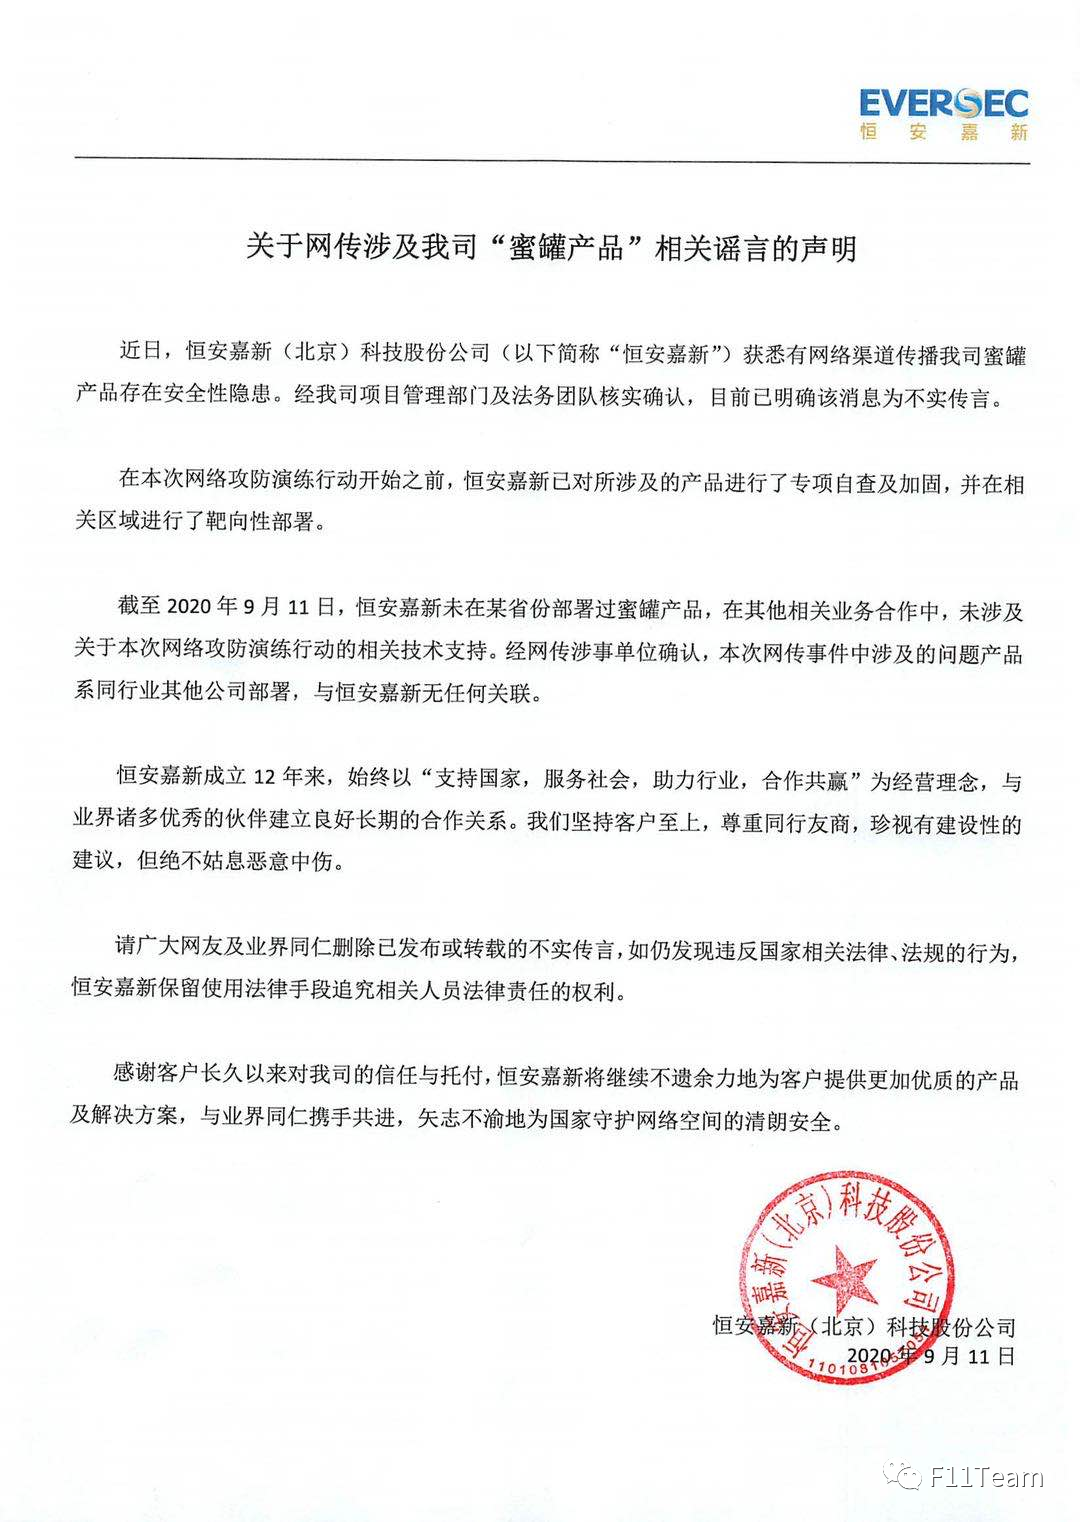 EVERSEC
恒安嘉新
关于网传涉及我司“蜜罐产品”相关谣言的声明
近日，恒安嘉新（北京）科技股份公司（以下简称“恒安嘉新”）获悉有网络渠道传播我司蜜罐
产品存在安全性隐患。经我司项目管理部门及法务团队核实确认，目前已明确该消息为不实传言。
在本次网络攻防演练行动开始之前，恒安嘉新已对所涉及的产品进行了专项自查及加固，并在相
关区域进行了靶向性部署。
截至 2020 年 9 月 11 日，恒安嘉新未在某省份部署过蜜罐产品，在其他相关业务合作中，未涉及
关于本次网络攻防演练行动的相关技术支持。经网传涉事单位确认，本次网传事件中涉及的问题产品
系同行业其他公司部署，与恒安嘉新无任何关联。
恒安嘉新成立 12 年来，始终以“支持国家，服务社会，助力行业，合作共赢”为经营理念，与
业界诸多优秀的伙伴建立良好长期的合作关系。我们坚持客户至上，尊重同行友商，珍视有建设性的
建议，但绝不姑息恶意中伤。
请广大网友及业界同仁删除已发布或转载的不实传言，如仍发现违反国家相关法律、法规的行为，
恒安嘉新保留使用法律手段追究相关人员法律责任的权利。
感谢客户长久以来对我司的信任与托付，恒安嘉新将继续不遗余力地为客户提供更加优质的产品
及解决方案，与业界同仁携手共进，矢志不渝地为国家守护网络空间的清朗安全。
恒安嘉新（北京）科技股份公司
恒安嘉新（北京）科技股份公司
2020 年 9 月 11 日
F11Team